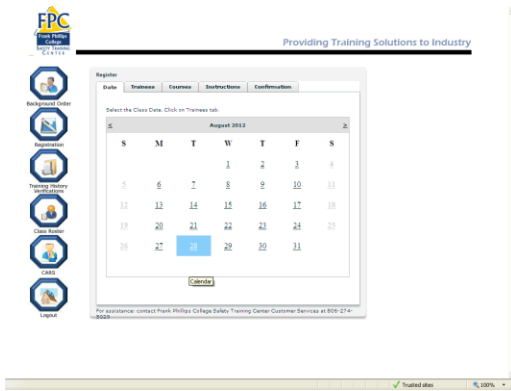 FPC
Frank Phillips
College
SAFETY TRAINING
CENTER
Providing Training Solutions to Industry
Background Order
Registration
Training History
Verifications
Class Roster
CARG
Logout
Register
Date Trainees Courses Instructions Confirmation
Select the Class Date. Click on Trainees tab.
< August 2012 >
S M T W T F S
1 2 3 4
5 6 7 8 9 10 11
12 13 14 15 16 17 18
19 20 21 22 23 24 25
26 27 28 29 30 31
Calendar
For assistance: contact Frank Phillips College Safety Training Center Customer Services at 806-274-
Trusted sites 100%